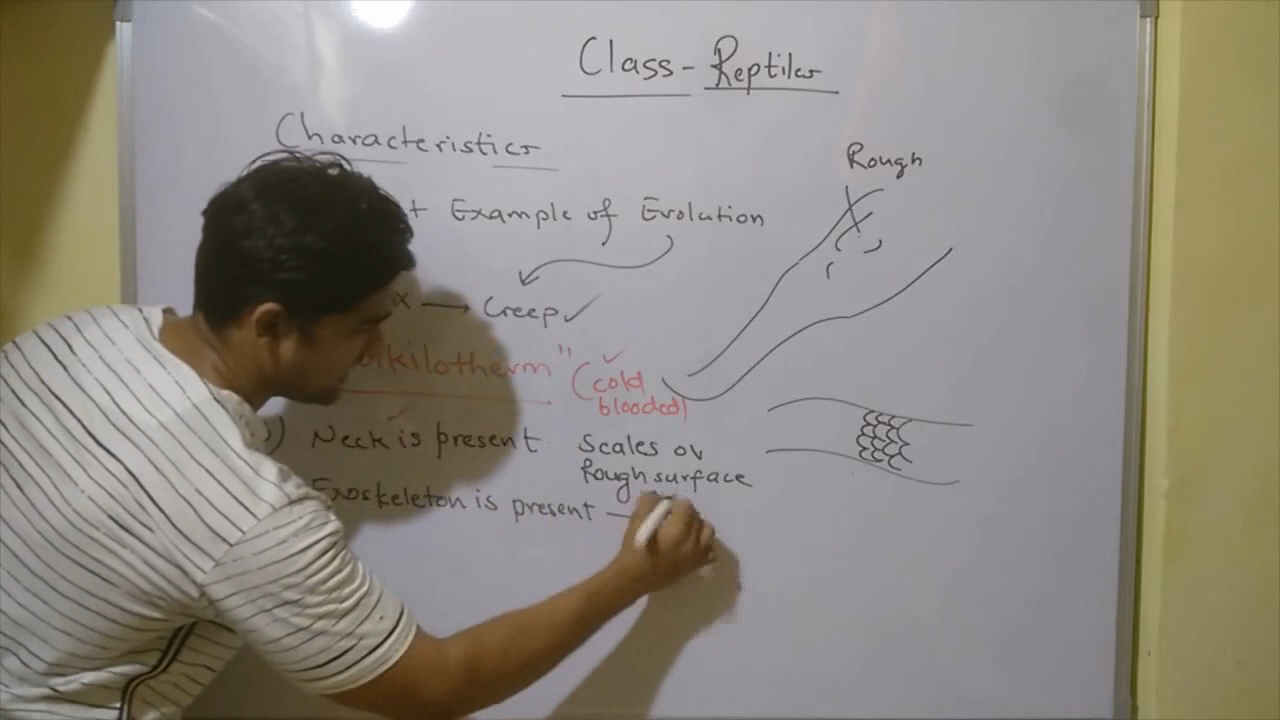 Class - Reptiles
Characteristics
Example of Evolution
Rough
Creep
kilotherm" (cold
blooded)
Neck is present
Scales or
Rough surface
Exoskeleton is present